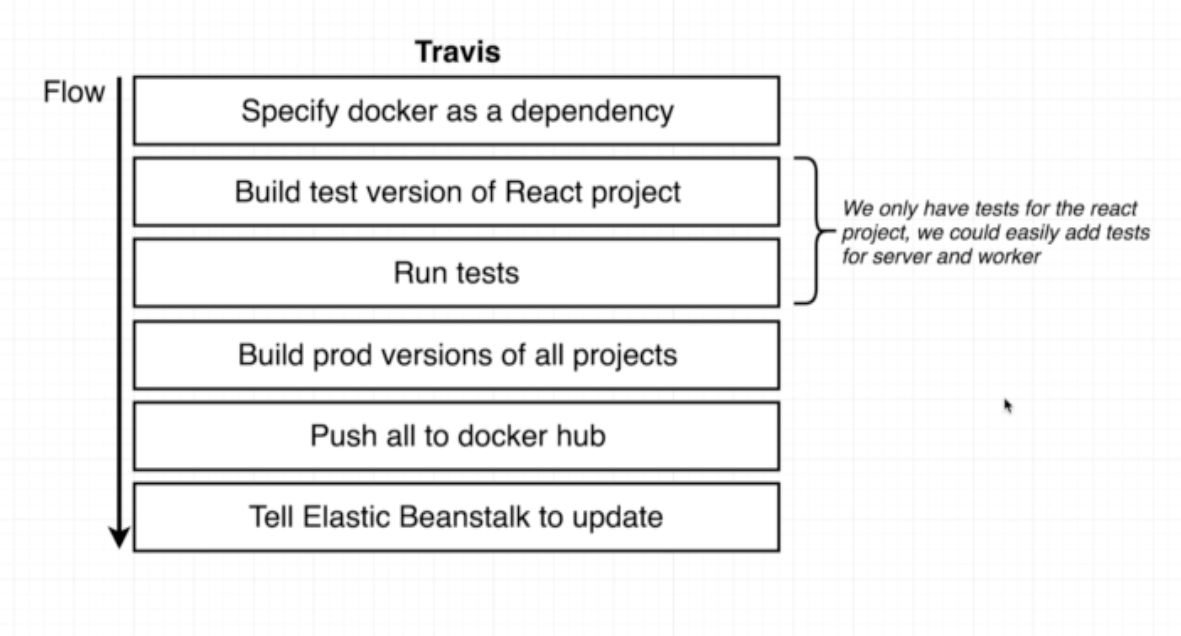 Travis
Flow
Specify docker as a dependency
Build test version of React project
We only have tests for the react
project, we could easily add tests
for server and worker
Run tests
Build prod versions of all projects
Push all to docker hub
Tell Elastic Beanstalk to update